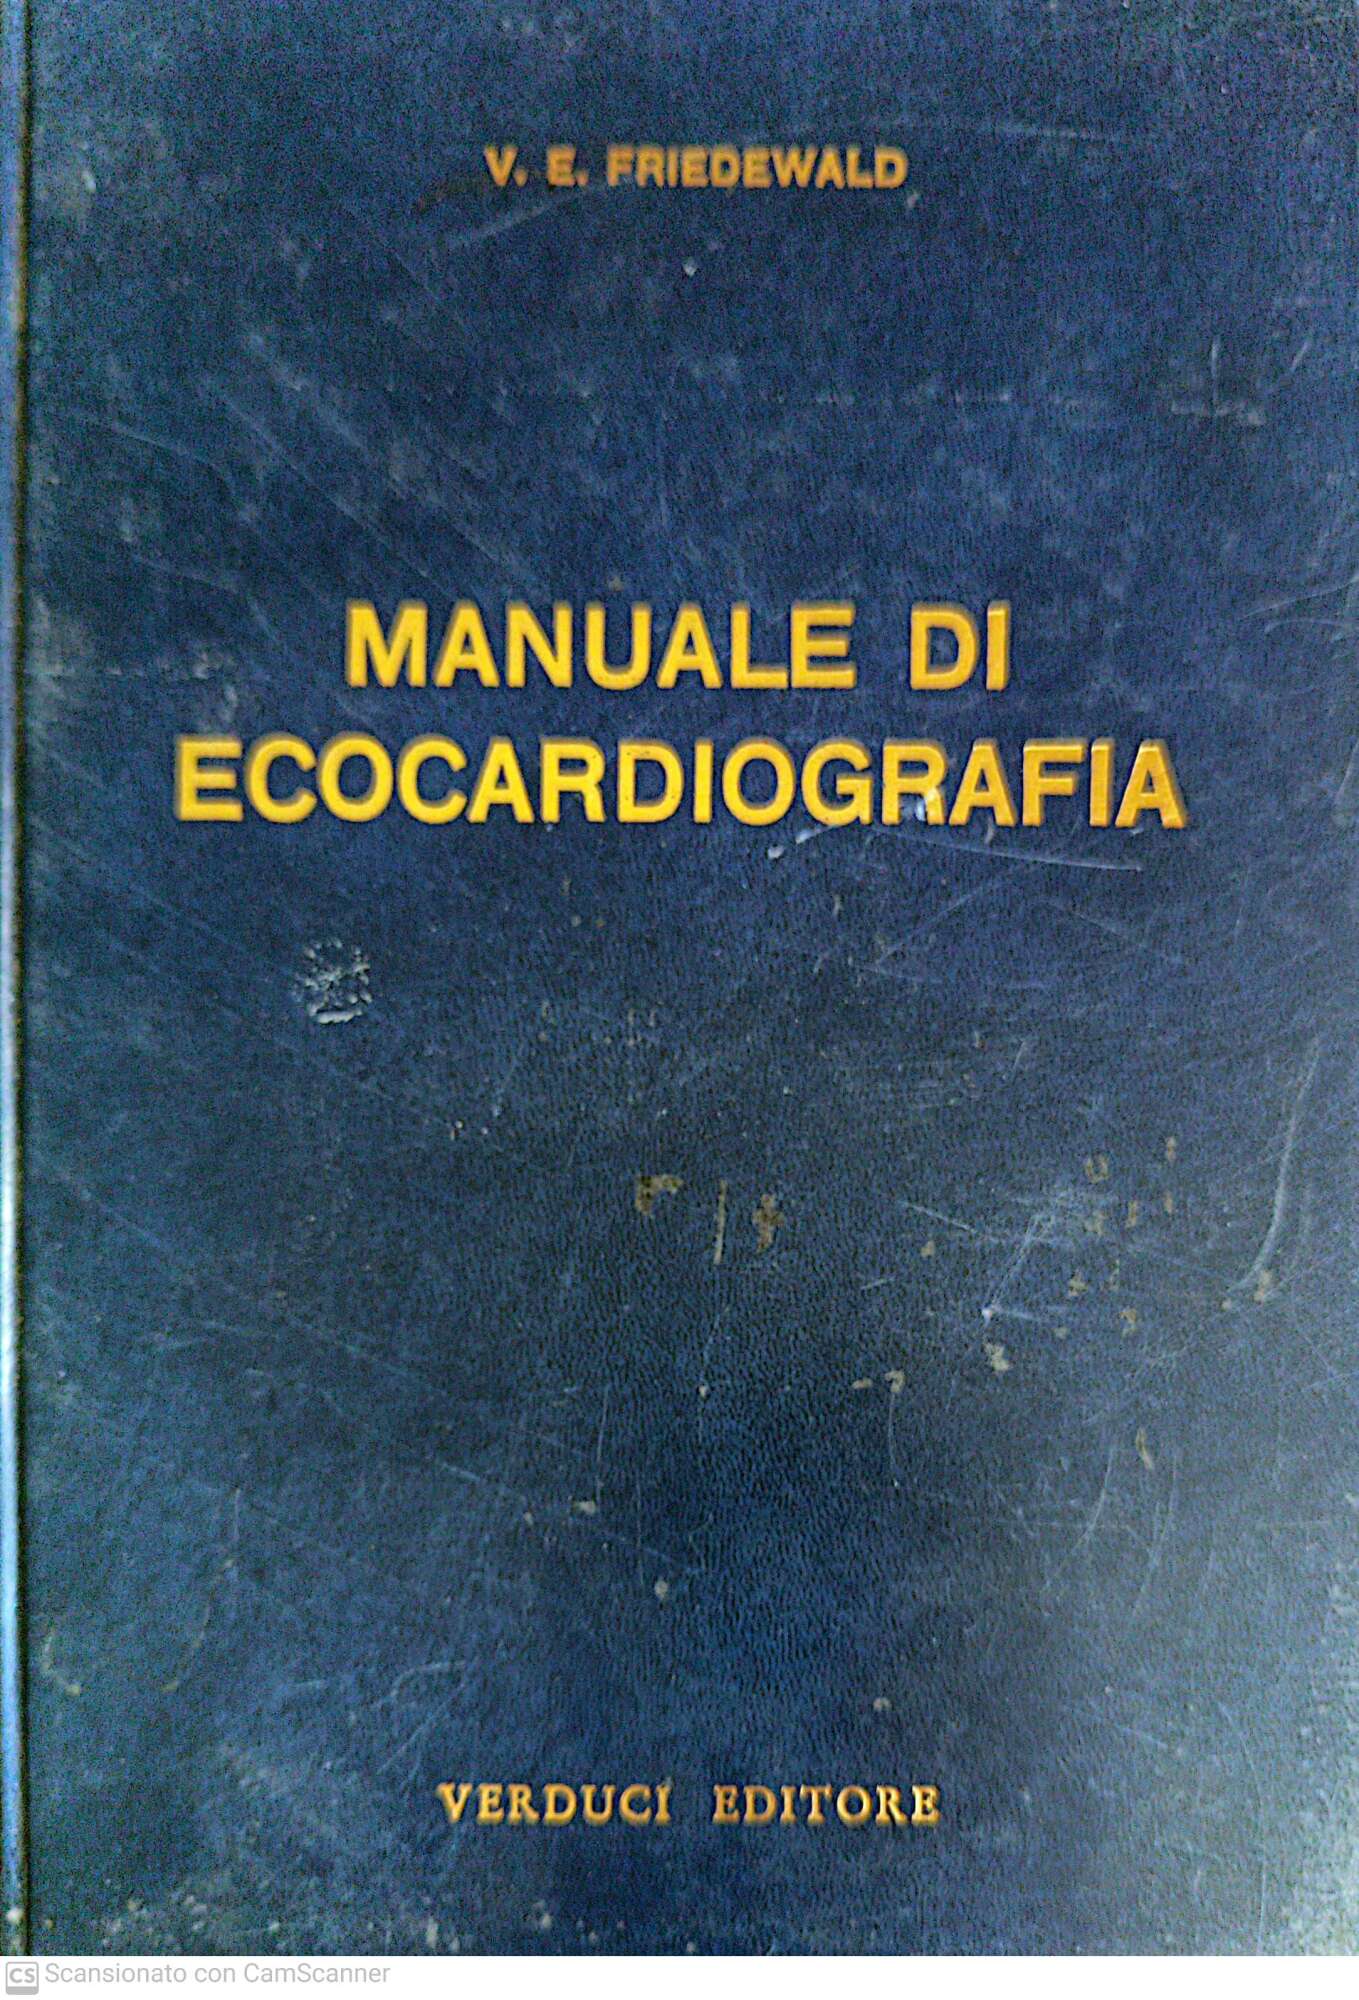 V. E. FRIEDEWALD
MANUALE DI
ECOCARDIOGRAFIA
VERDUCI EDITORE
CS Scansionato con CamScanner